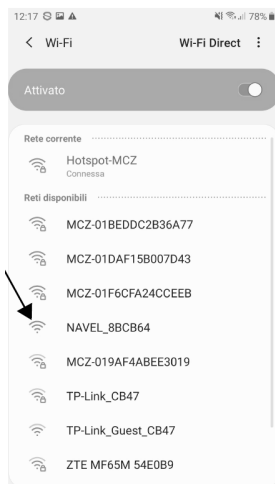 12:17 78%
Wi-Fi Wi-Fi Direct
Attivato
Rete corrente
Hotspot-MCZ
Connessa
Reti disponibili
MCZ-01BEDDC2B36A77
MCZ-01DAF15B007D43
MCZ-01F6CFA24CCEEB
NAVEL_8BCB64
MCZ-019AF4ABEE3019
TP-Link_CB47
TP-Link_Guest_CB47
ZTE MF65M 54E0B9